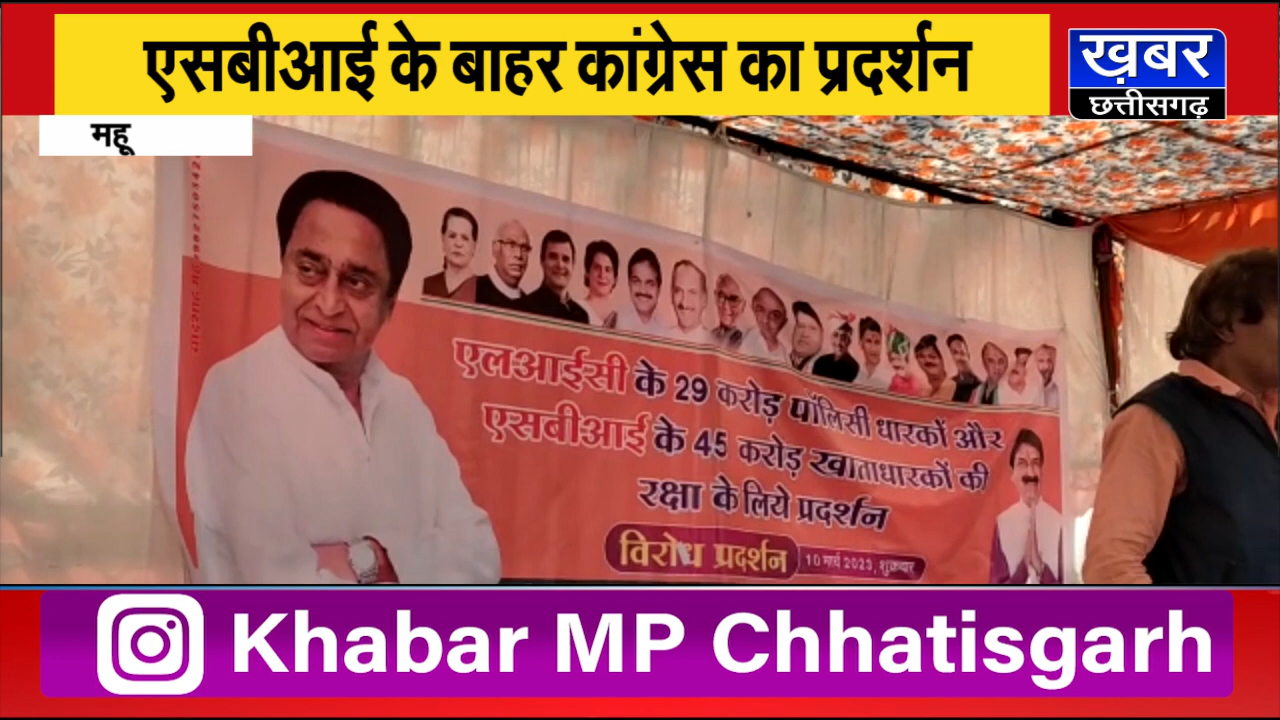 एसबीआई के बाहर कांग्रेस का प्रदर्शन
ख़बर
छत्तीसगढ़
महू
एलआईसी के 29 करोड़ पॉलिसी धारकों और
एसबीआई के 45 करोड़ खाताधारकों की
रक्षा के लिये प्रदर्शन
विरोध प्रदर्शन
10 मार्च 2023, शुक्रवार
Khabar MP Chhatisgarh